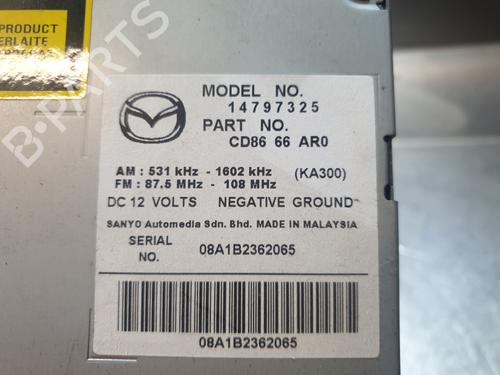 PRODUCT
ERLAITE
MODEL NO.
14797325
PART NO.
CD86 66 AR0
AM : 531 kHz - 1602 kHz (KA300)
FM : 87.5 MHz - 108 MHz
DC 12 VOLTS NEGATIVE GROUND
SANYO Automedia Sdn. Bhd. MADE IN MALAYSIA
SERIAL NO. 08A1B2362065
08A1B2362065
B-PARTS